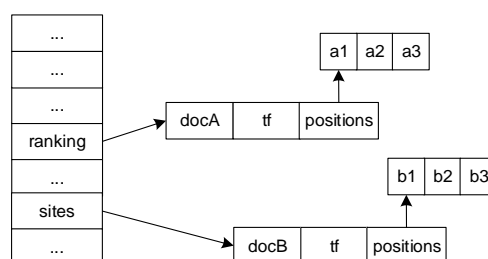 ...
...
...
ranking
...
sites
...
a1 a2 a3
docA tf positions
b1 b2 b3
docB tf positions